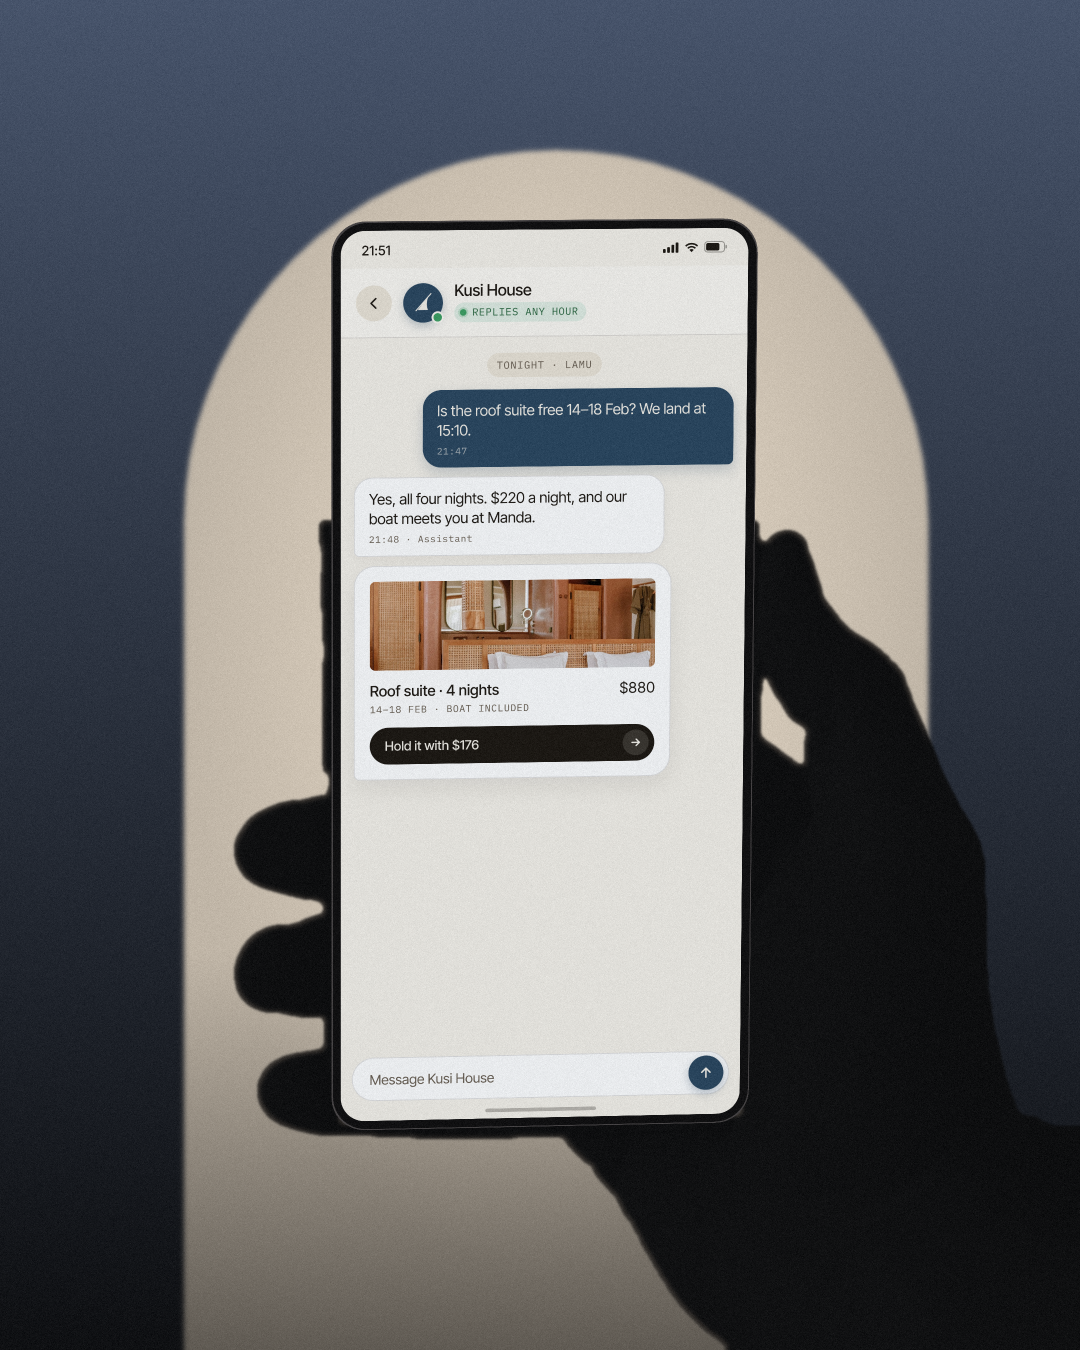 21:51
Kusi House
REPLIES ANY HOUR
TONIGHT · LAMU
Is the roof suite free 14–18 Feb? We land at
15:10.
21:47
Yes, all four nights. $220 a night, and our
boat meets you at Manda.
21:48 · Assistant
Roof suite · 4 nights
$880
14–18 FEB · BOAT INCLUDED
Hold it with $176
Message Kusi House